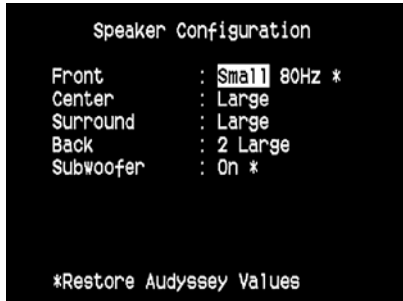 Speaker Configuration
Front : Small 80Hz *
Center : Large
Surround : Large
Back : 2 Large
Subwoofer : On *
*Restore Audyssey Values